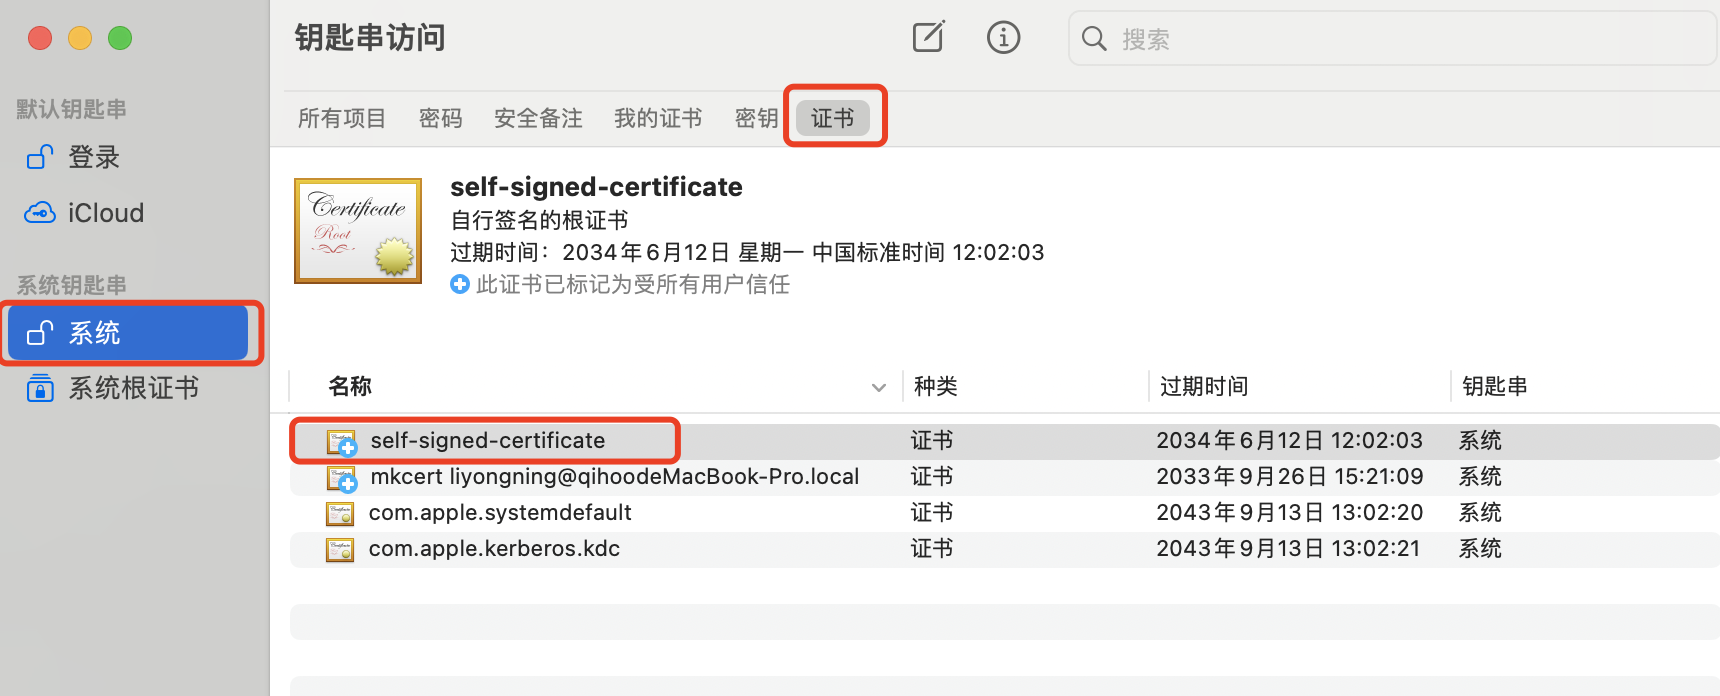 钥匙串访问
搜索
默认钥匙串
登录
iCloud
系统钥匙串
系统
系统根证书
所有项目 密码 安全备注 我的证书 密钥 证书
Certificate
Root
self-signed-certificate
自行签名的根证书
过期时间：2034年6月12日 星期一 中国标准时间 12:02:03
此证书已标记为受所有用户信任
名称 种类 过期时间 钥匙串
self-signed-certificate 证书 2034年6月12日 12:02:03 系统
mkcert liyongning@qihoodeMacBook-Pro.local 证书 2033年9月26日 15:21:09 系统
com.apple.systemdefault 证书 2043年9月13日 13:02:20 系统
com.apple.kerberos.kdc 证书 2043年9月13日 13:02:21 系统